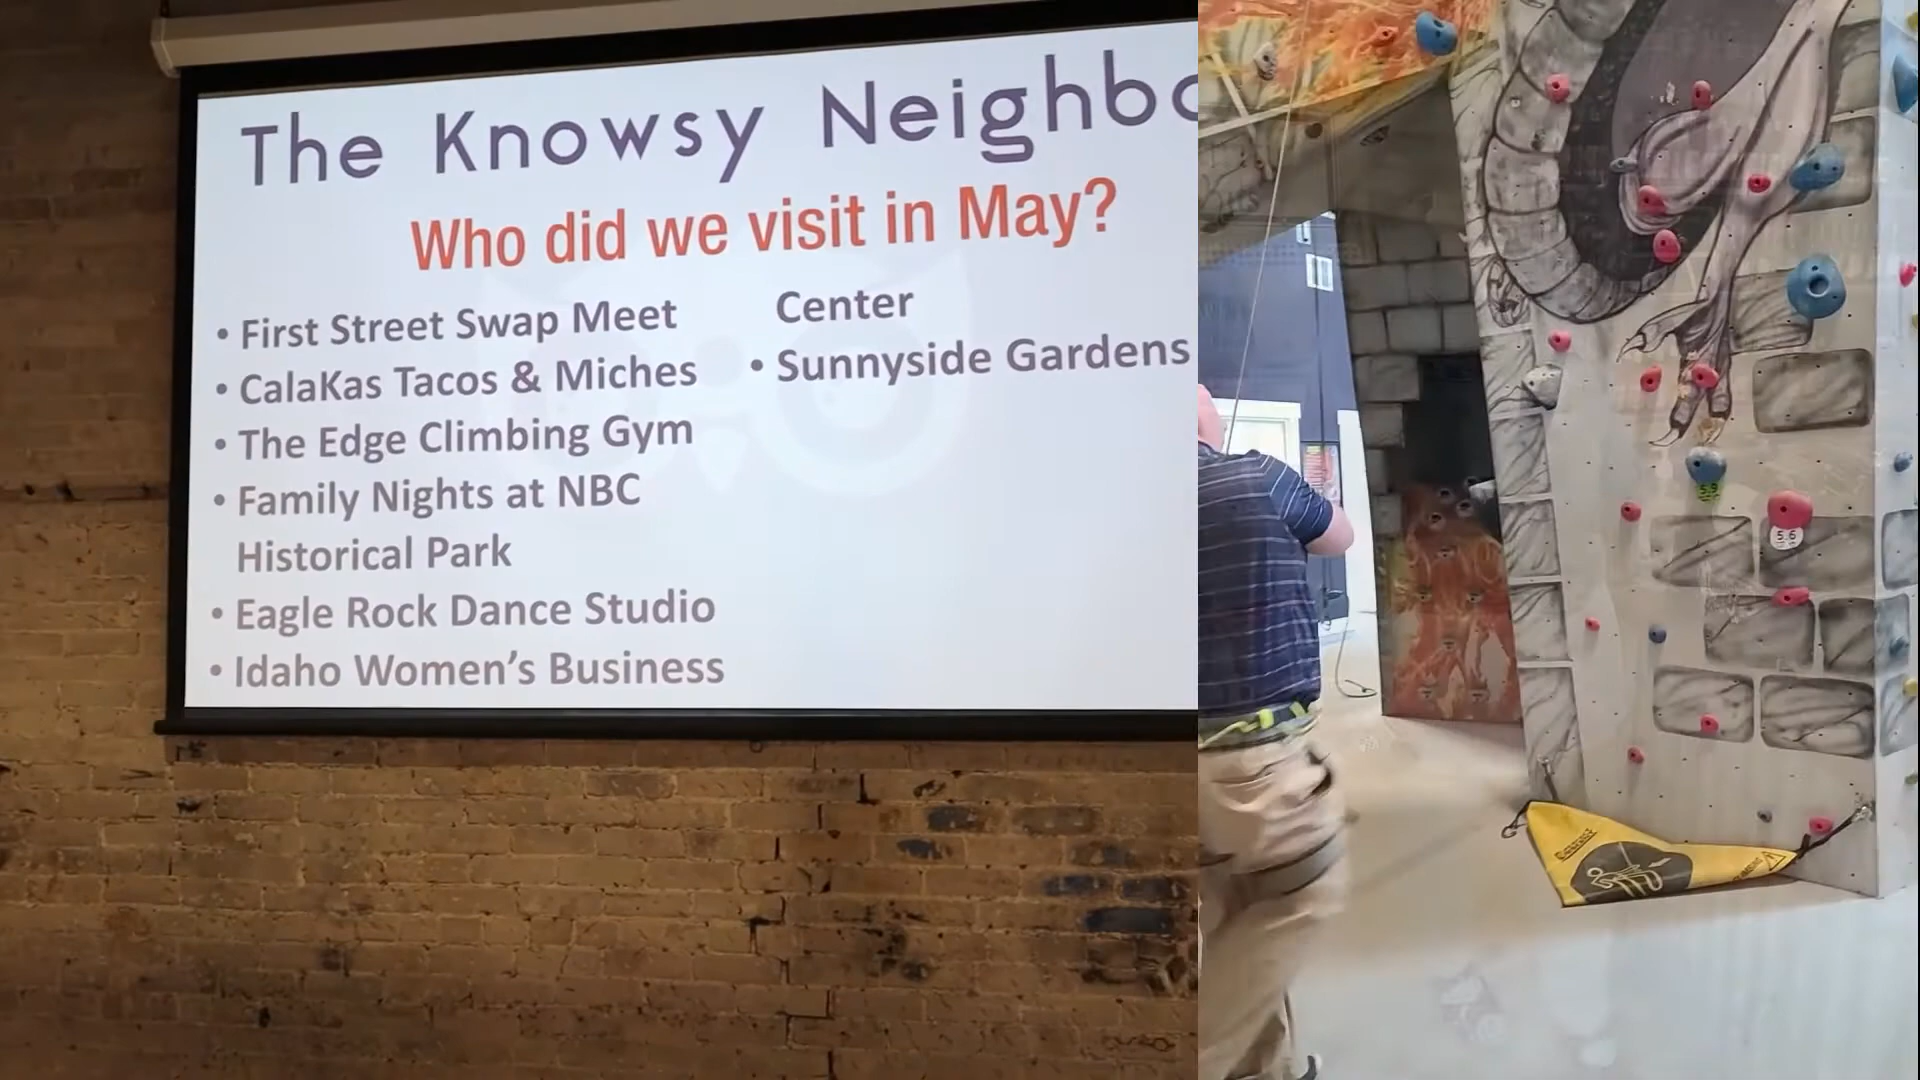 The Knowsy Neighbo
Who did we visit in May?
• First Street Swap Meet
• CalaKas Tacos & Miches
• The Edge Climbing Gym
• Family Nights at NBC
Historical Park
• Eagle Rock Dance Studio
• Idaho Women's Business
Center
• Sunnyside Gardens
5.9
5.6